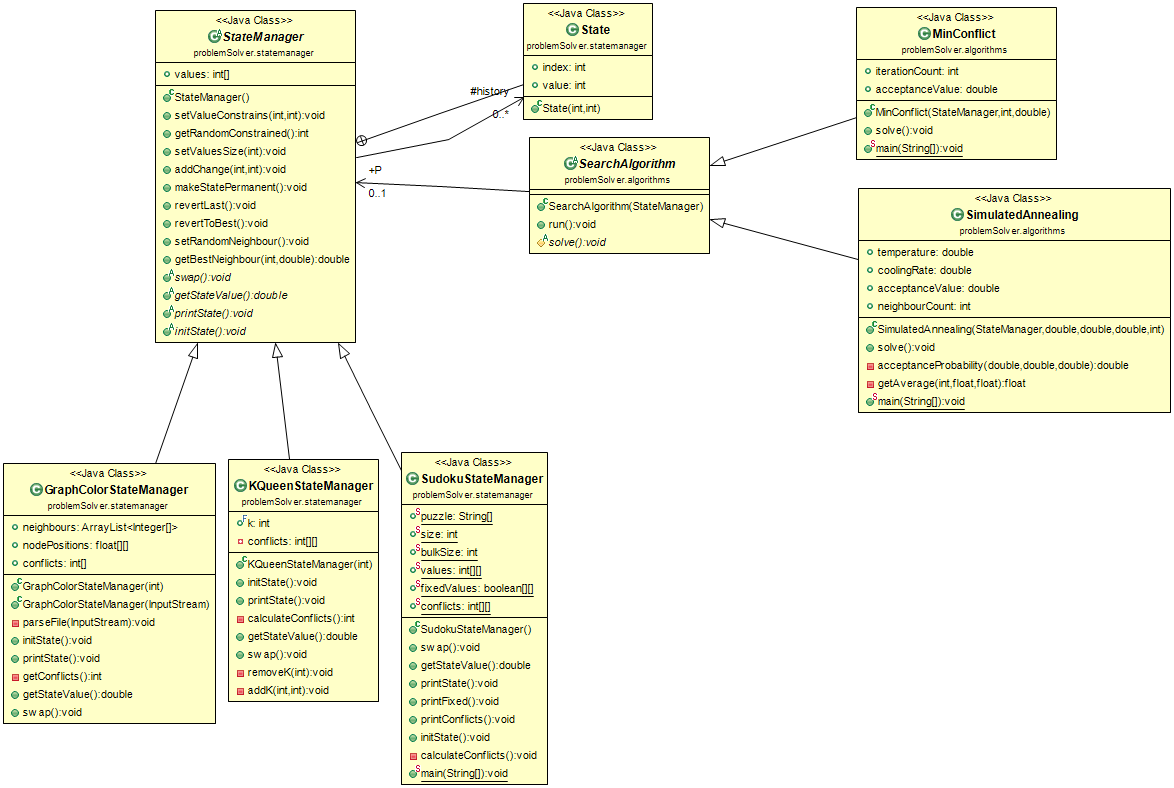 <<Java Class>>
StateManager
problemSolver.statemanager
values: int[]
StateManager()
setValueConstrains(int,int):void
getRandomConstrained():int
setValuesSize(int):void
addChange(int,int):void
makeStatePermanent():void
revertLast():void
revertToBest():void
setRandomNeighbour():void
getBestNeighbour(int,double):double
swap():void
getStateValue():double
printState():void
initState():void
<<Java Class>>
State
problemSolver.statemanager
index: int
value: int
State(int,int)
#history
0..*
+P
0..1
<<Java Class>>
SearchAlgorithm
problemSolver.algorithms
SearchAlgorithm(StateManager)
run():void
solve():void
<<Java Class>>
MinConflict
problemSolver.algorithms
iterationCount: int
acceptanceValue: double
MinConflict(StateManager,int,double)
solve():void
main(String[]):void
<<Java Class>>
SimulatedAnnealing
problemSolver.algorithms
temperature: double
coolingRate: double
acceptanceValue: double
neighbourCount: int
SimulatedAnnealing(StateManager,double,double,double,int)
solve():void
acceptanceProbability(double,double,double):double
getAverage(int,float,float):float
main(String[]):void
<<Java Class>>
GraphColorStateManager
problemSolver.statemanager
neighbours: ArrayList<Integer[]>
nodePositions: float[][]
conflicts: int[]
GraphColorStateManager(int)
GraphColorStateManager(InputStream)
parseFile(InputStream):void
initState():void
printState():void
getConflicts():int
getStateValue():double
swap():void
<<Java Class>>
KQueenStateManager
problemSolver.statemanager
k: int
conflicts: int[][]
KQueenStateManager(int)
initState():void
printState():void
calculateConflicts():int
getStateValue():double
swap():void
removeK(int):void
addK(int,int):void
<<Java Class>>
SudokuStateManager
problemSolver.statemanager
puzzle: String[]
size: int
bulkSize: int
values: int[][]
fixedValues: boolean[][]
conflicts: int[][]
SudokuStateManager()
swap():void
getStateValue():double
printState():void
printFixed():void
printConflicts():void
initState():void
calculateConflicts():void
main(String[]):void